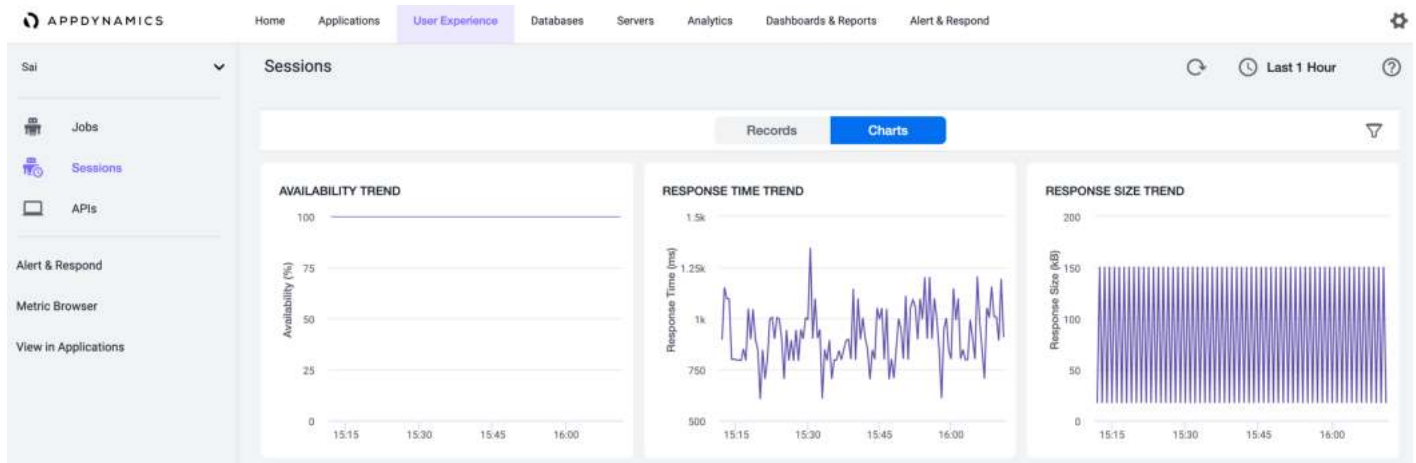 APPDYNAMICS
Home Applications User Experience Databases Servers Analytics Dashboards & Reports Alert & Respond
Sai
Sessions
Last 1 Hour
Jobs
Sessions
APIs
Alert & Respond
Metric Browser
View in Applications
Records Charts
AVAILABILITY TREND
Availability (%)
100
75
50
25
0
15:15 15:30 15:45 16:00
RESPONSE TIME TREND
Response Time (ms)
1.5k
1.25k
1k
750
500
15:15 15:30 15:45 16:00
RESPONSE SIZE TREND
Response Size (kB)
200
150
100
50
0
15:15 15:30 15:45 16:00